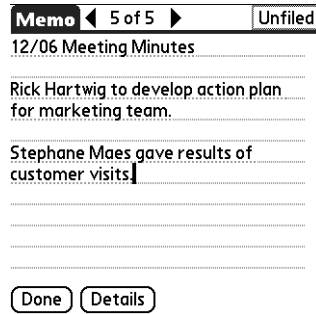 Memo 5 of 5 Unfiled
12/06 Meeting Minutes
Rick Hartwig to develop action plan
for marketing team.
Stephane Maes gave results of
customer visits.
Done Details